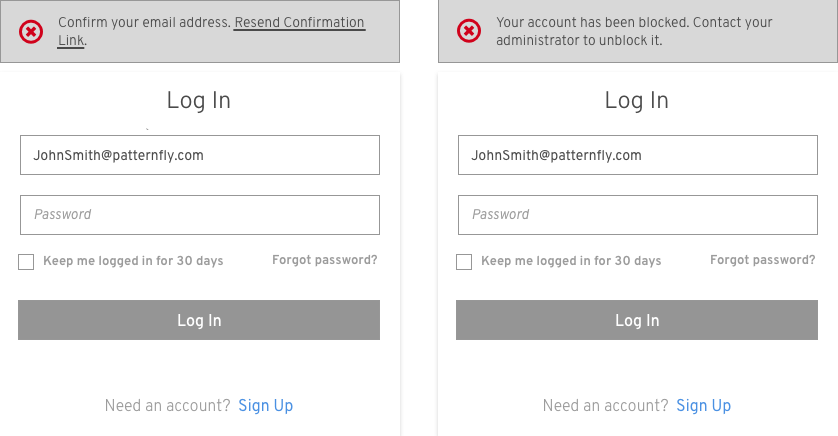 Confirm your email address. Resend Confirmation
Link.
Log In
JohnSmith@patternfly.com
Password
Keep me logged in for 30 days
Forgot password?
Log In
Need an account? Sign Up
Your account has been blocked. Contact your
administrator to unblock it.
Log In
JohnSmith@patternfly.com
Password
Keep me logged in for 30 days
Forgot password?
Log In
Need an account? Sign Up